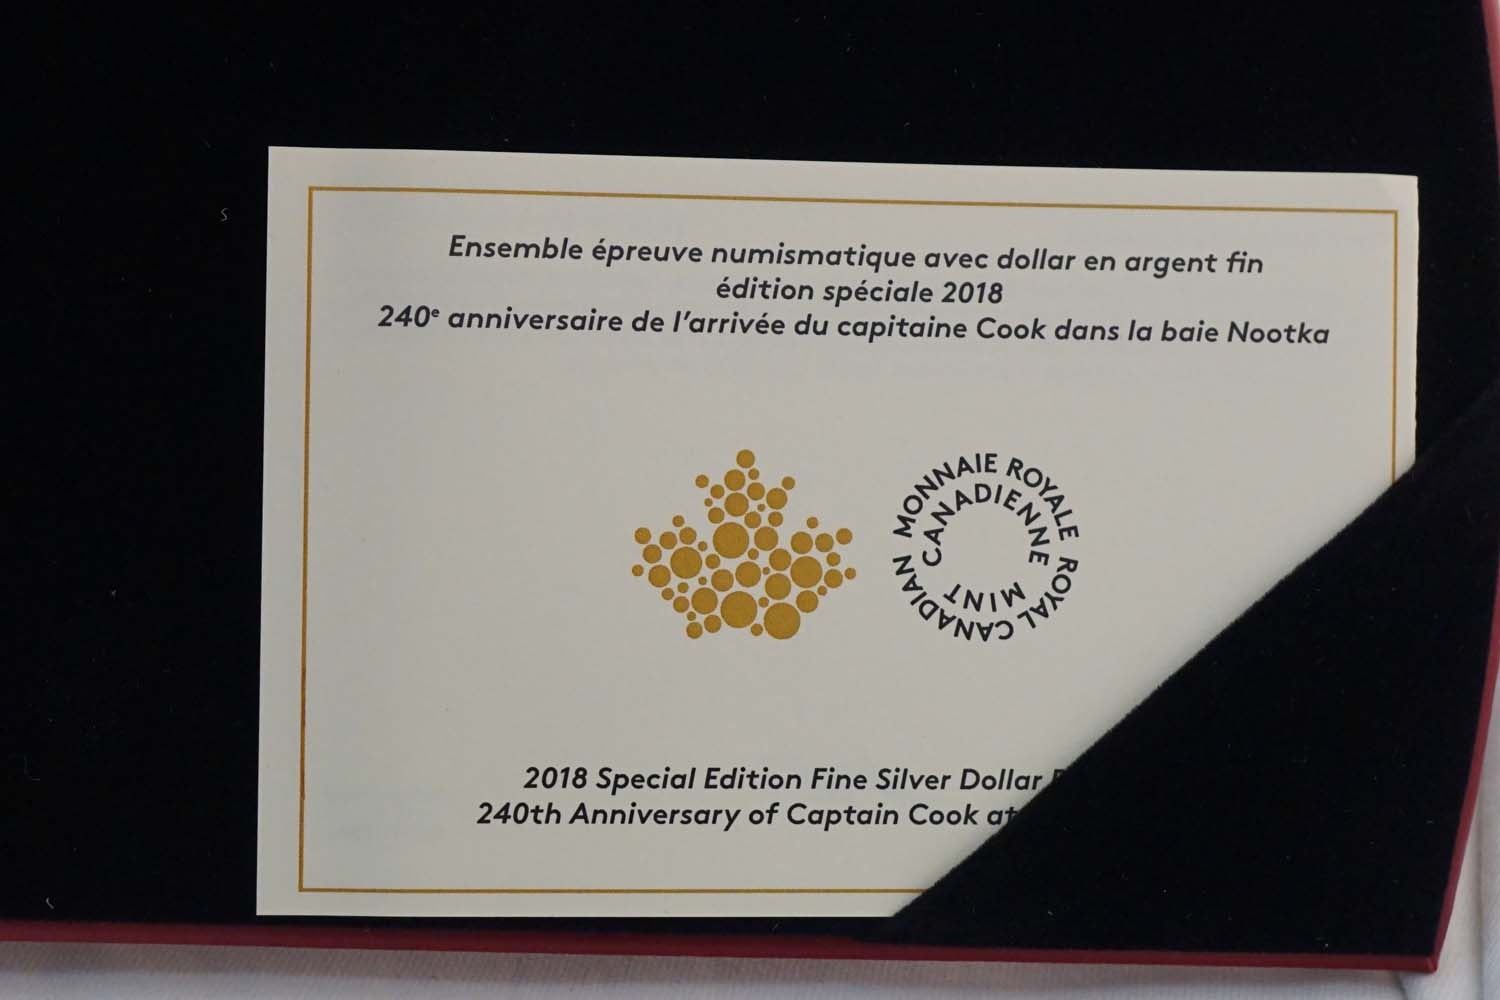 Ensemble épreuve numismatique avec dollar en argent fin
édition spéciale 2018
240e anniversaire de l'arrivée du capitaine Cook dans la baie Nootka
MONNAIE ROYALE
CANADIENNE
ROYAL CANADIAN
MINT
2018 Special Edition Fine Silver Dollar
240th Anniversary of Captain Cook at